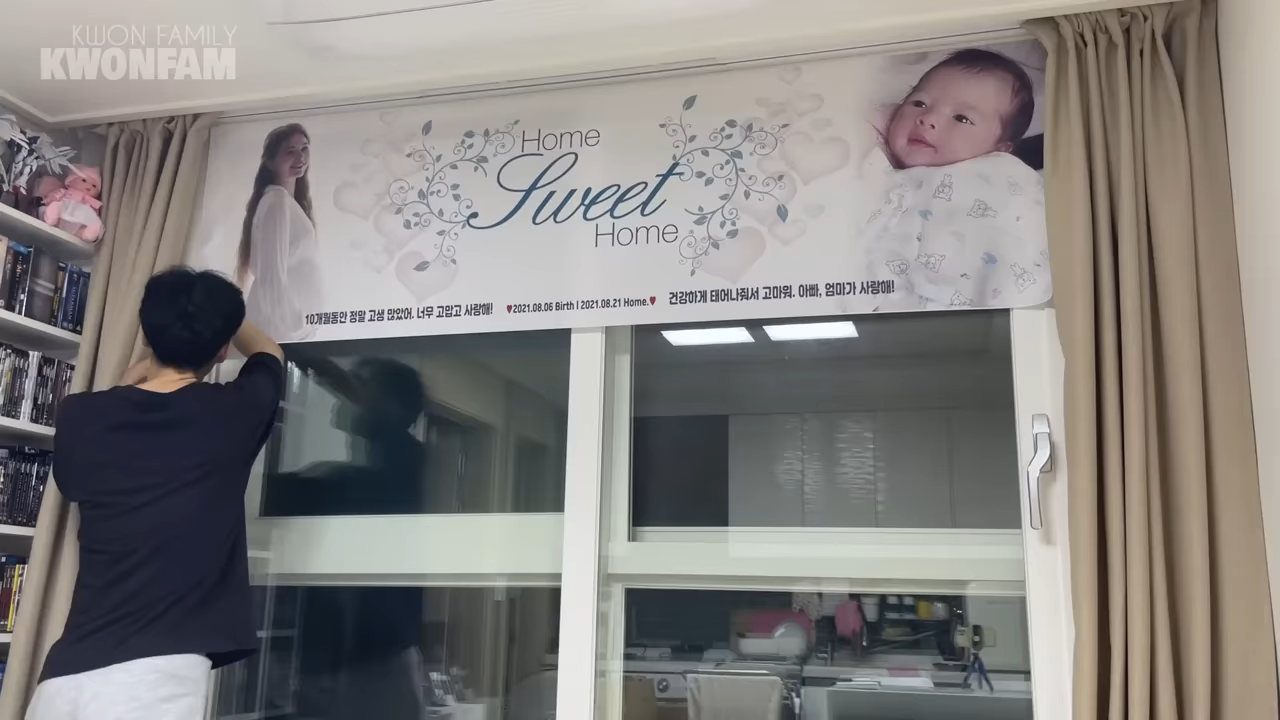 KWON FAMILY
KWONFAM
Home
Sweet
Home
10개월동안 정말 고생 많았어. 너무 고맙고 사랑해!
♥2021.08.06 Birth I 2021.08.21 Home.♥
건강하게 태어나줘서 고마워. 아빠, 엄마가 사랑해!